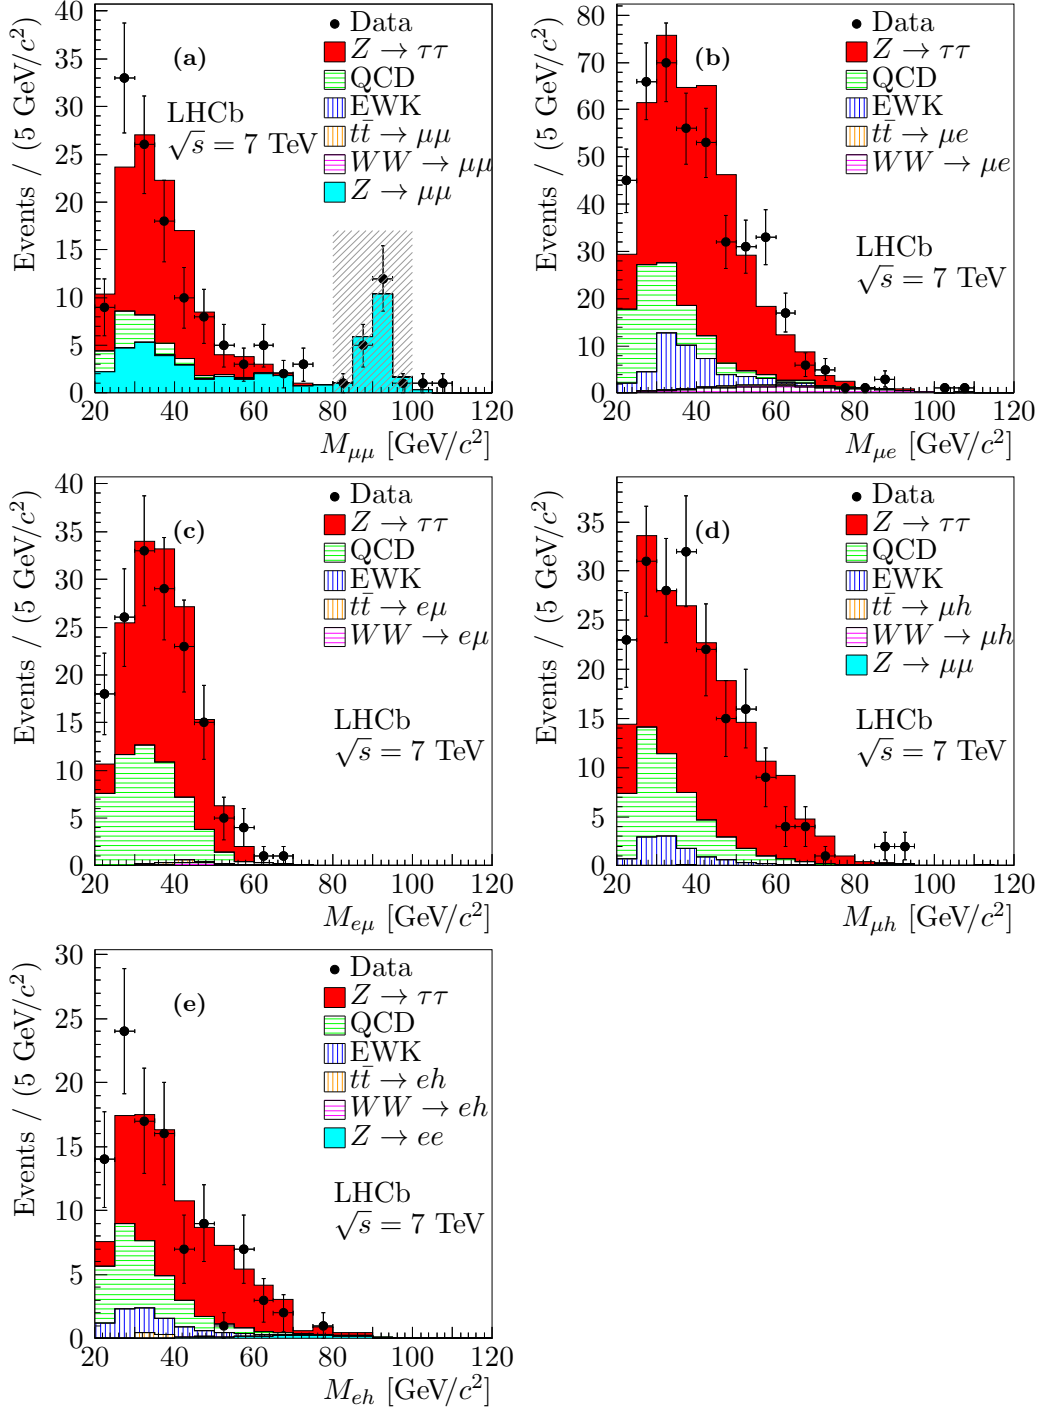 Events / (5 GeV/c²)
40
35
30
25
20
15
10
5
0
(a)
LHCb
√s = 7 TeV
Data
Z → ττ
QCD
EWK
tt̄ → μμ
WW → μμ
Z → μμ
20 40 60 80 100 120
M_μμ [GeV/c²]
Events / (5 GeV/c²)
80
70
60
50
40
30
20
10
0
(b)
Data
Z → ττ
QCD
EWK
tt̄ → μe
WW → μe
LHCb
√s = 7 TeV
20 40 60 80 100 120
M_μe [GeV/c²]
Events / (5 GeV/c²)
40
35
30
25
20
15
10
5
0
(c)
Data
Z → ττ
QCD
EWK
tt̄ → eμ
WW → eμ
LHCb
√s = 7 TeV
20 40 60 80 100 120
M_eμ [GeV/c²]
Events / (5 GeV/c²)
35
30
25
20
15
10
5
0
(d)
Data
Z → ττ
QCD
EWK
tt̄ → μh
WW → μh
Z → μμ
LHCb
√s = 7 TeV
20 40 60 80 100 120
M_μh [GeV/c²]
Events / (5 GeV/c²)
30
25
20
15
10
5
0
(e)
Data
Z → ττ
QCD
EWK
tt̄ → eh
WW → eh
Z → ee
LHCb
√s = 7 TeV
20 40 60 80 100 120
M_eh [GeV/c²]